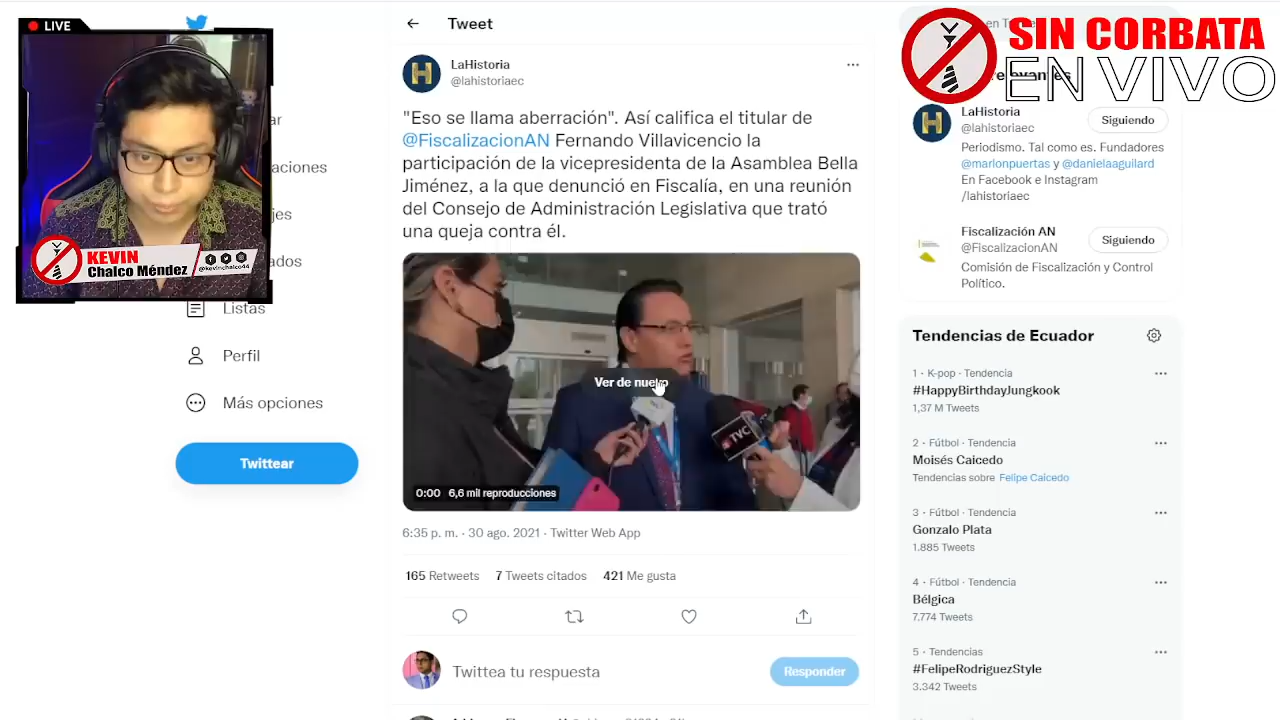 LIVE
KEVIN
Chalco Méndez
@kevinchalco44
SIN CORBATA
EN VIVO
Tweet
LaHistoria
@lahistoriaec
"Eso se llama aberración". Así califica el titular de
@FiscalizacionAN Fernando Villavicencio la
participación de la vicepresidenta de la Asamblea Bella
Jiménez, a la que denunció en Fiscalía, en una reunión
del Consejo de Administración Legislativa que trató
una queja contra él.
Ver de nuevo
TVC
0:00 6,6 mil reproducciones
6:35 p. m. · 30 ago. 2021 · Twitter Web App
165 Retweets 7 Tweets citados 421 Me gusta
Twittea tu respuesta
Responder
Listas
Perfil
Más opciones
Twittear
LaHistoria
@lahistoriaec
Siguiendo
Periodismo. Tal como es. Fundadores
@marlonpuertas y @danielaguilard
En Facebook e Instagram
/lahistoriaec
Fiscalización AN
@FiscalizacionAN
Siguiendo
Comisión de Fiscalización y Control
Político.
Tendencias de Ecuador
1 · K-pop · Tendencia
#HappyBirthdayJungkook
1,37 M Tweets
2 · Fútbol · Tendencia
Moisés Caicedo
Tendencias sobre Felipe Caicedo
3 · Fútbol · Tendencia
Gonzalo Plata
1.885 Tweets
4 · Fútbol · Tendencia
Bélgica
7.774 Tweets
5 · Tendencias
#FelipeRodriguezStyle
3.342 Tweets